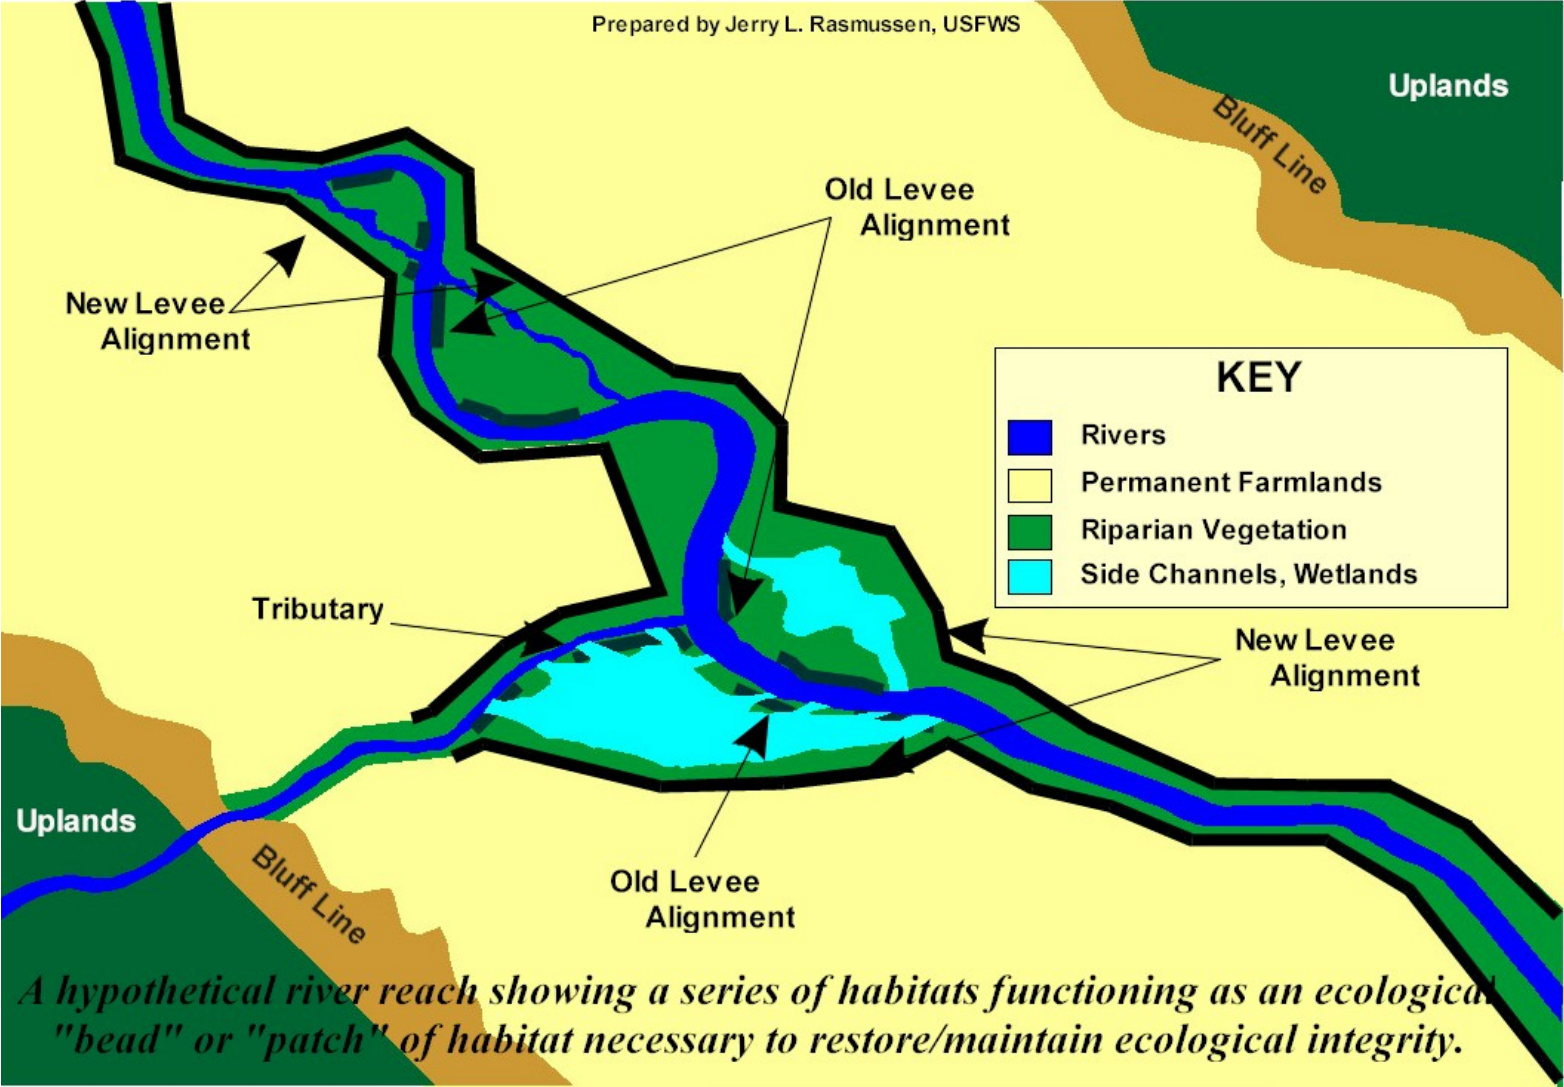 Prepared by Jerry L. Rasmussen, USFWS
Uplands
Bluff Line
Old Levee
Alignment
New Levee
Alignment
KEY
Rivers
Permanent Farmlands
Riparian Vegetation
Side Channels, Wetlands
Tributary
New Levee
Alignment
Uplands
Bluff Line
Old Levee
Alignment
A hypothetical river reach showing a series of habitats functioning as an ecological
"bead" or "patch" of habitat necessary to restore/maintain ecological integrity.